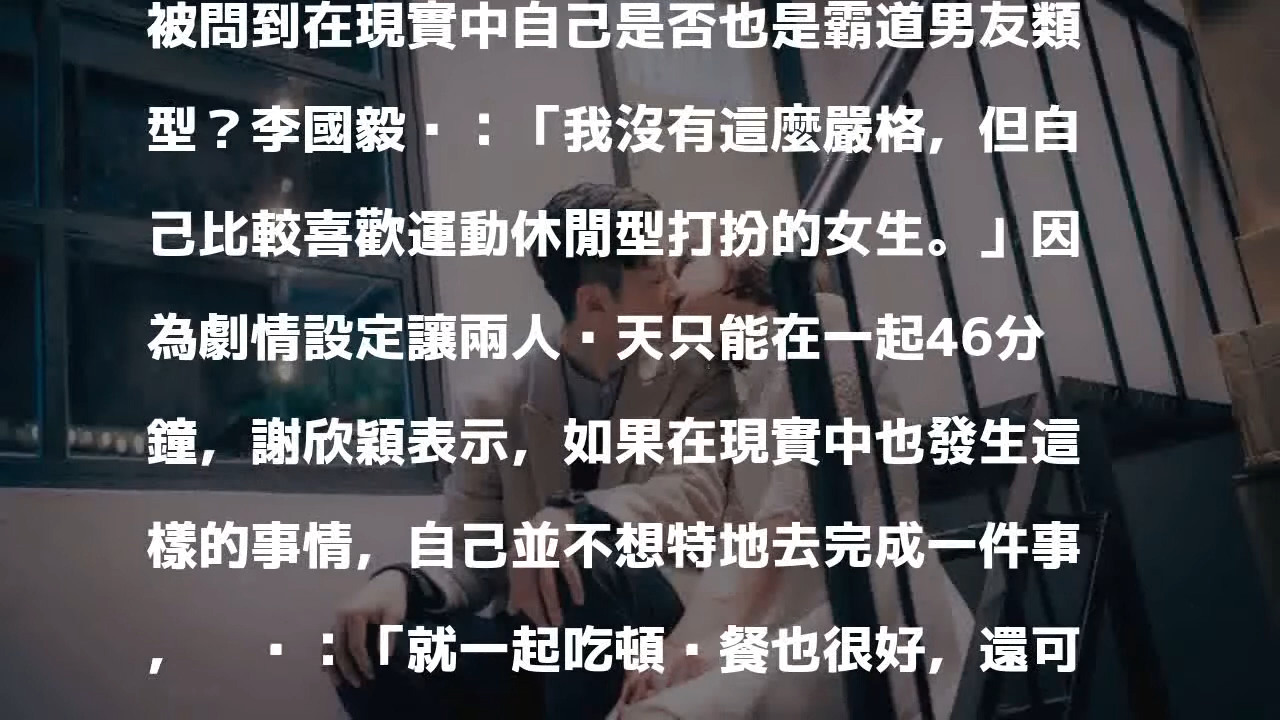 被問到在現實中自己是否也是霸道男友類
型？李國毅▪ ：「我沒有這麼嚴格，但自
己比較喜歡運動休閒型打扮的女生。」因
為劇情設定讓兩人▪天只能在一起46分
鐘，謝欣穎表示，如果在現實中也發生這
樣的事情，自己並不想特地去完成一件事
， ▪：「就一起吃頓▪餐也很好，還可